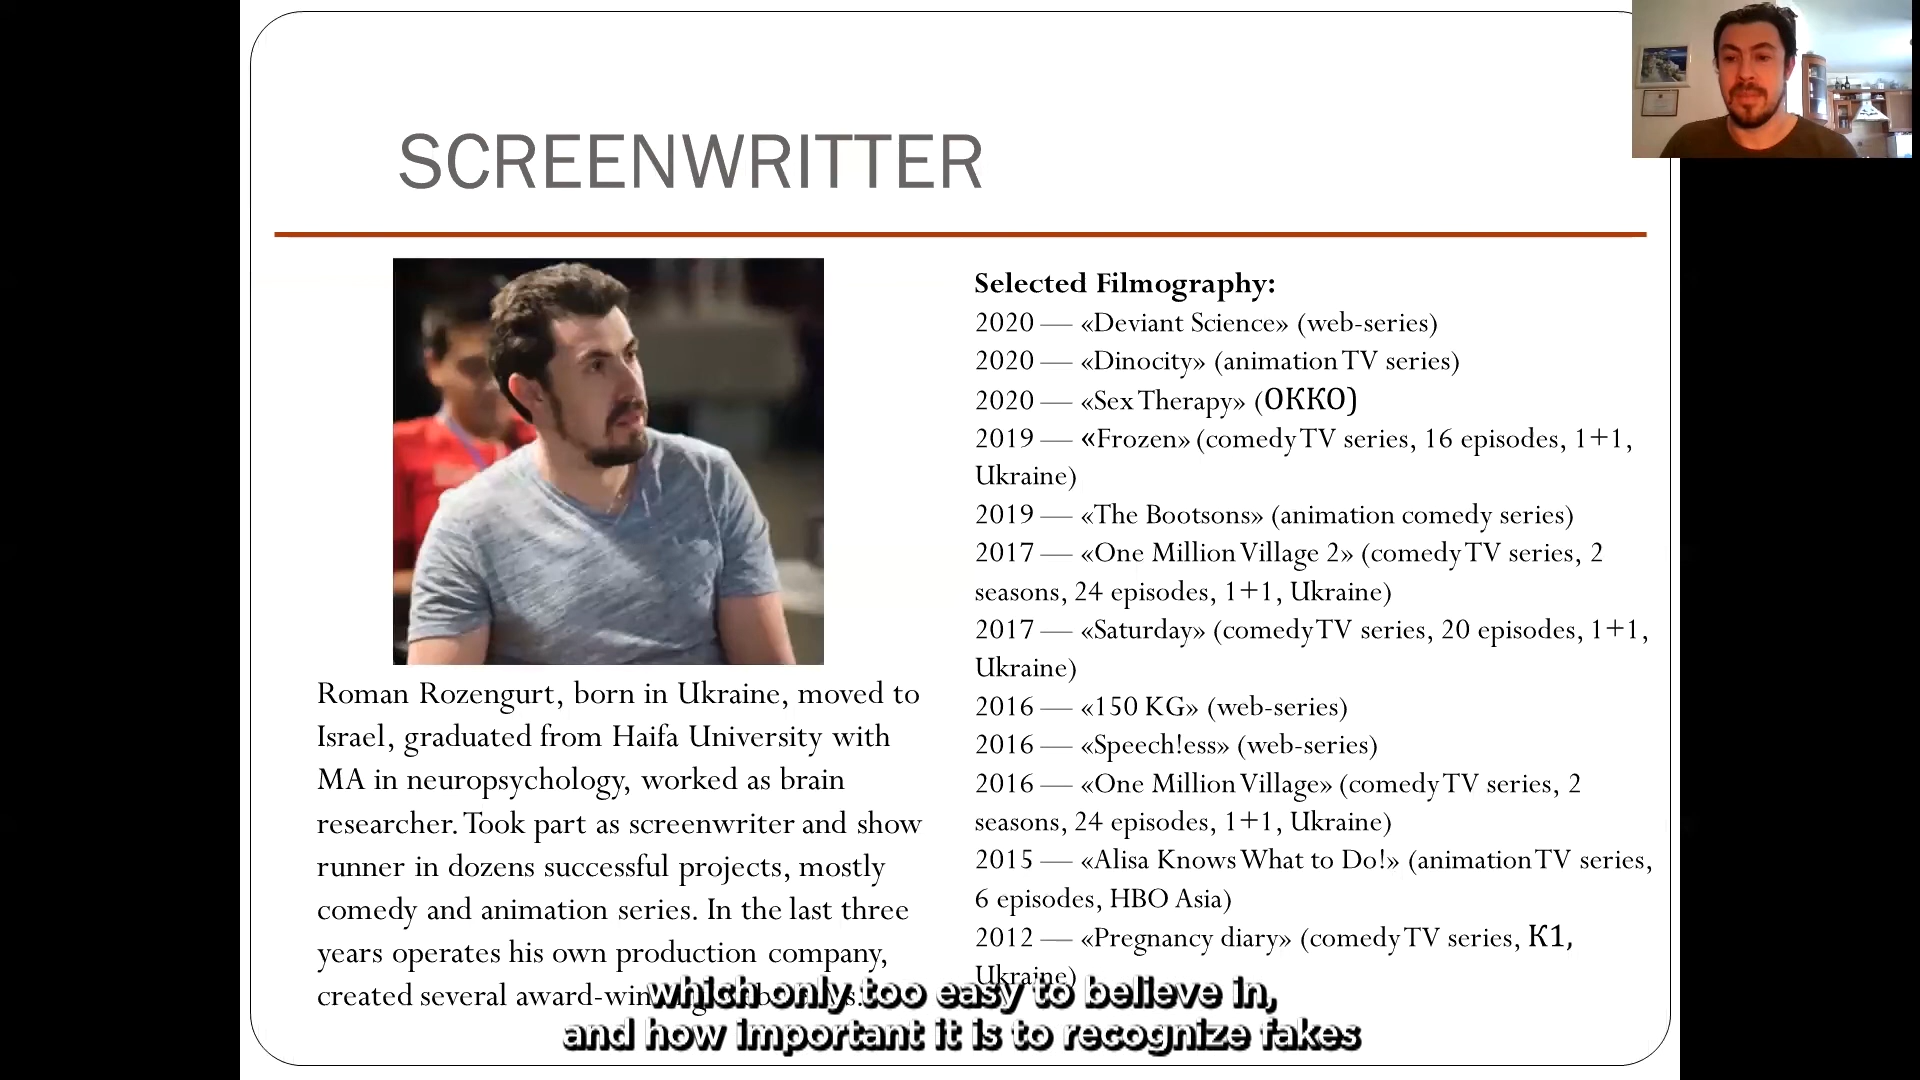 SCREENWRITTER
Roman Rozengurt, born in Ukraine, moved to
Israel, graduated from Haifa University with
MA in neuropsychology, worked as brain
researcher. Took part as screenwriter and show
runner in dozens successful projects, mostly
comedy and animation series. In the last three
years operates his own production company,
created several
Selected Filmography:
2020 — «Deviant Science» (web-series)
2020 — «Dinocity» (animation TV series)
2020 — «Sex Therapy» (ОККО)
2019 — «Frozen» (comedy TV series, 16 episodes, 1+1,
Ukraine)
2019 — «The Bootsons» (animation comedy series)
2017 — «One Million Village 2» (comedy TV series, 2
seasons, 24 episodes, 1+1, Ukraine)
2017 — «Saturday» (comedy TV series, 20 episodes, 1+1,
Ukraine)
2016 — «150 KG» (web-series)
2016 — «Speech!ess» (web-series)
2016 — «One Million Village» (comedy TV series, 2
seasons, 24 episodes, 1+1, Ukraine)
2015 — «Alisa Knows What to Do!» (animation TV series,
6 episodes, HBO Asia)
2012 — «Pregnancy diary» (comedy TV series, К1,
Ukraine)
which only too easy to believe in,
and how important it is to recognize fakes